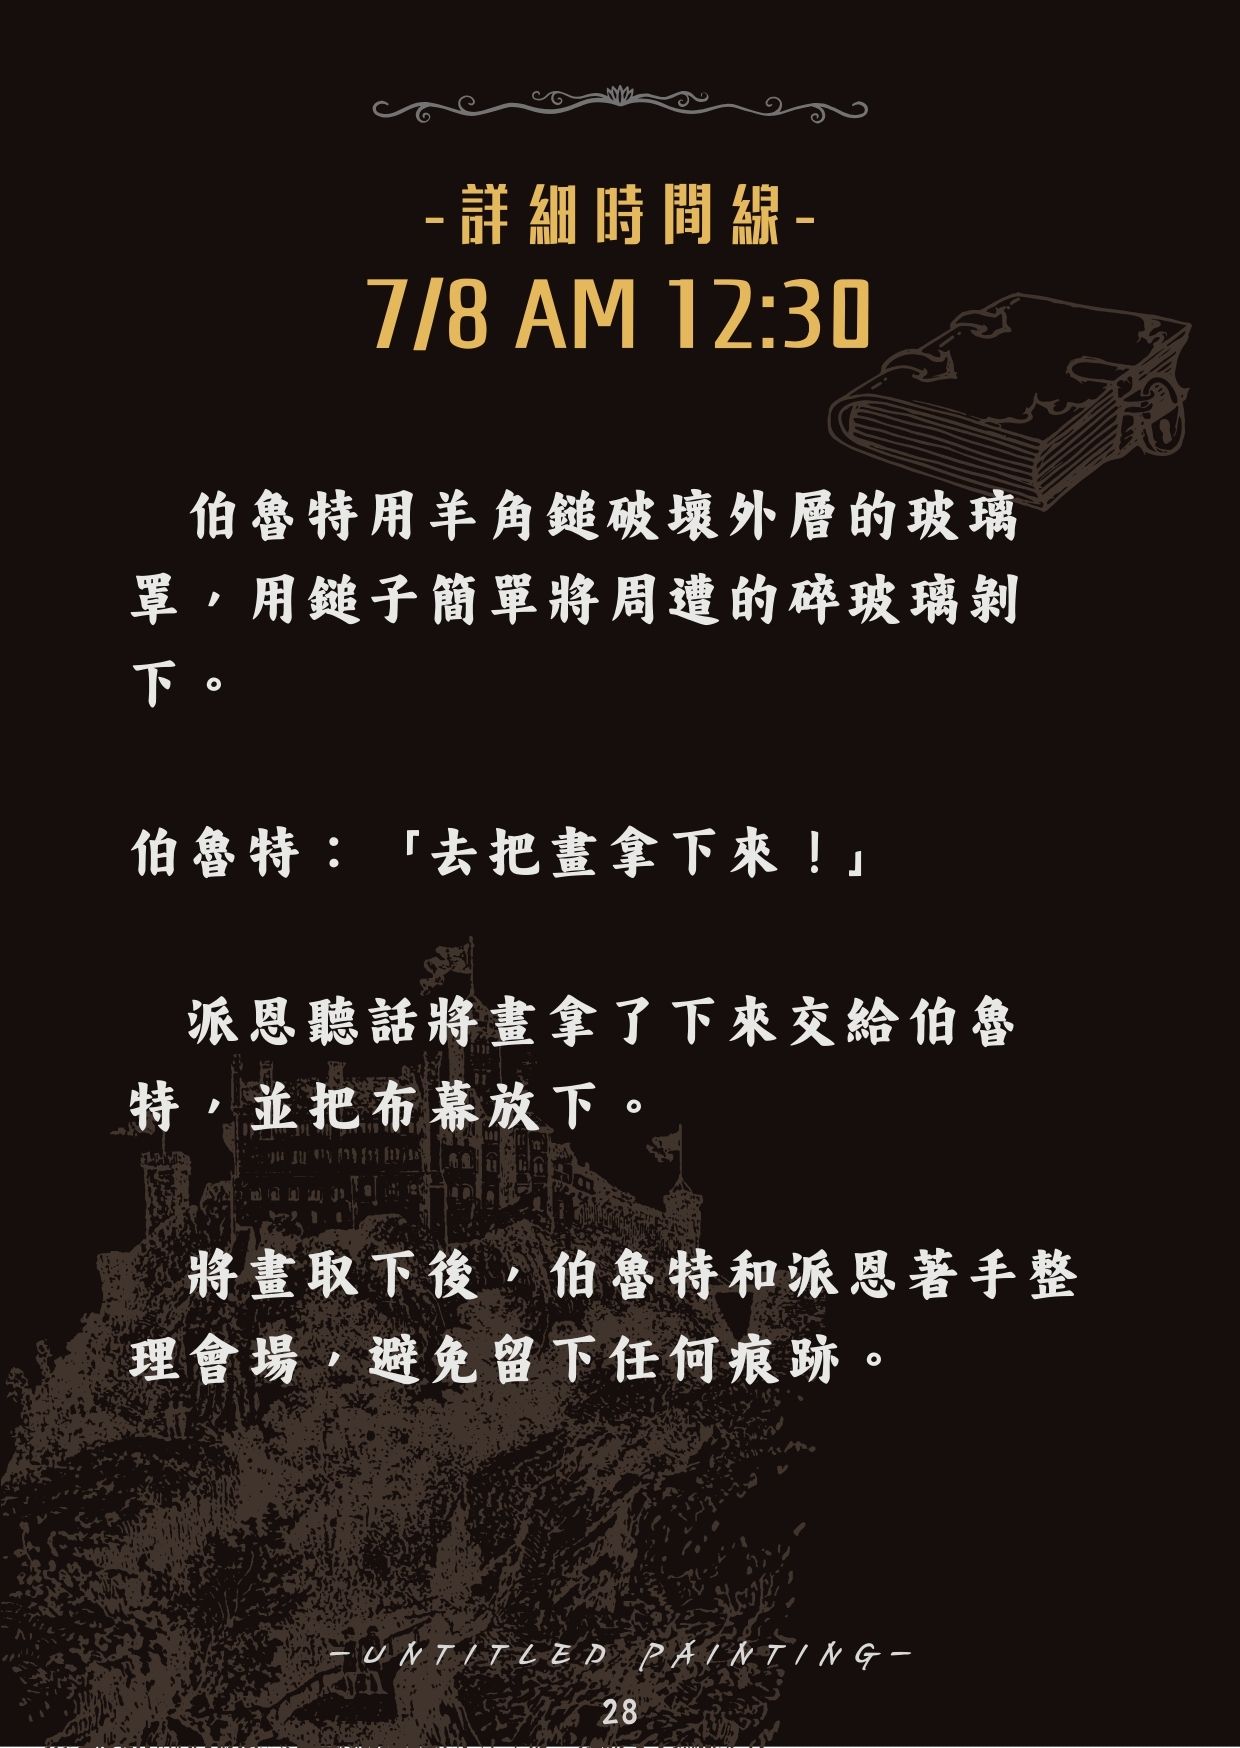 -詳細時間線-
7/8 AM 12:30
伯魯特用羊角鎚破壞外層的玻璃
罩，用鎚子簡單將周遭的碎玻璃剝
下。
伯魯特：「去把畫拿下來！」
派恩聽話將畫拿了下來交給伯魯
特，並把布幕放下。
將畫取下後，伯魯特和派恩著手整
理會場，避免留下任何痕跡。
-UNTITLED PAINTING-
28